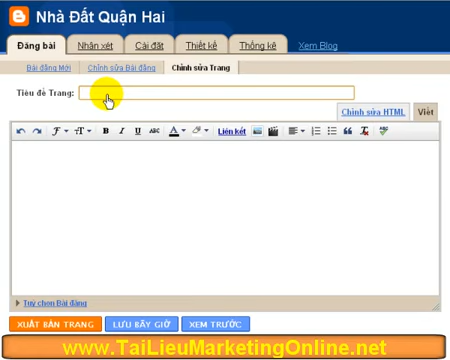 Nhà Đất Quận Hai
Đăng bài Nhận xét Cài đặt Thiết kế Thống kê Xem Blog
Bài đăng Mới Chỉnh sửa Bài đăng Chỉnh sửa Trang
Tiêu đề Trang:
Chỉnh sửa HTML Viết
B I U ABC A Liên kết
Tuỳ chọn Bài đăng
XUẤT BẢN TRANG LƯU BÂY GIỜ XEM TRƯỚC
www.TaiLieuMarketingOnline.net